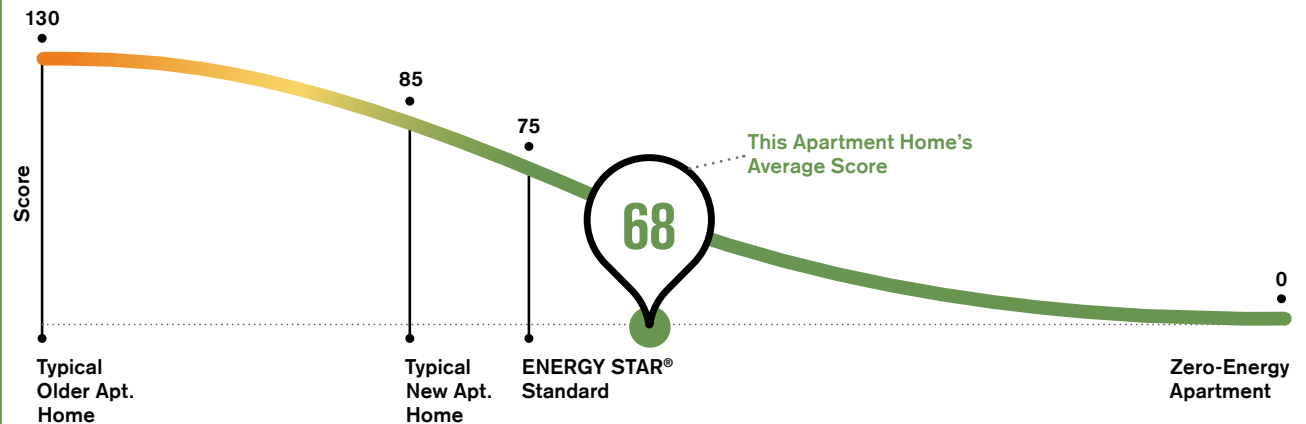 130
85
75
This Apartment Home's
Average Score
68
0
Score
Typical
Older Apt.
Home
Typical
New Apt.
Home
ENERGY STAR®
Standard
Zero-Energy
Apartment